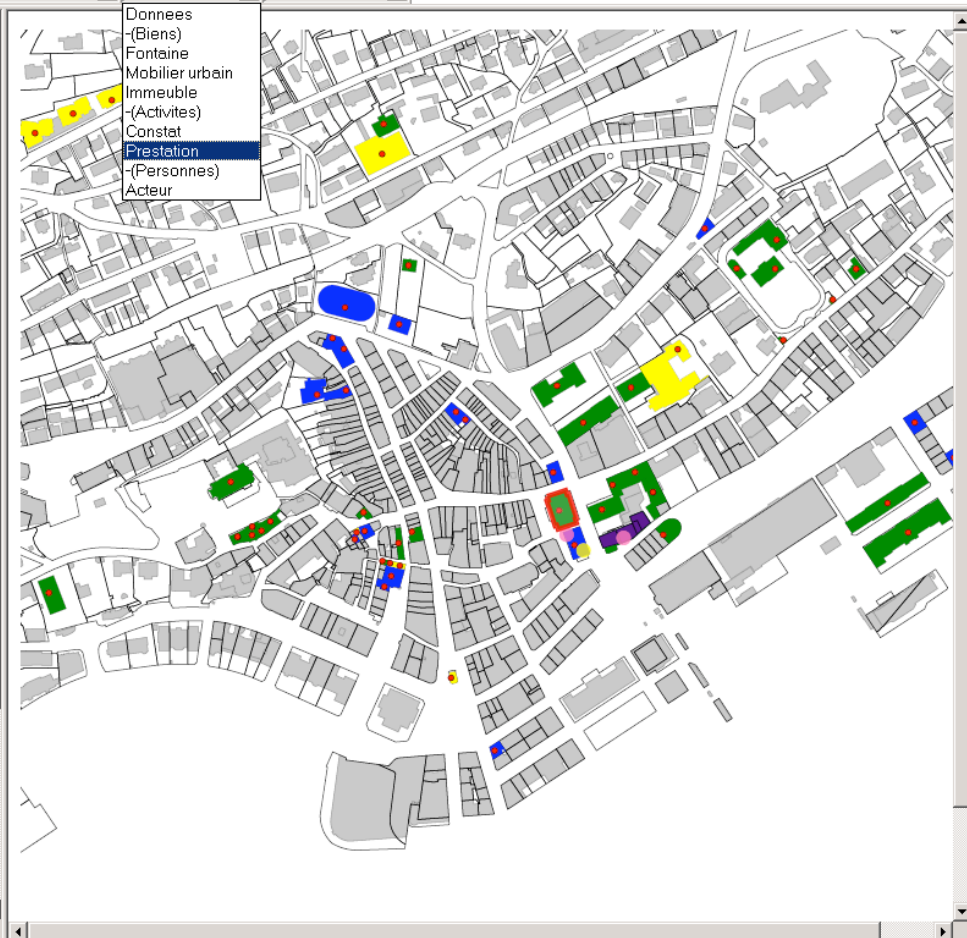 Donnees
-(Biens)
Fontaine
Mobilier urbain
Immeuble
-(Activites)
Constat
Prestation
-(Personnes)
Acteur